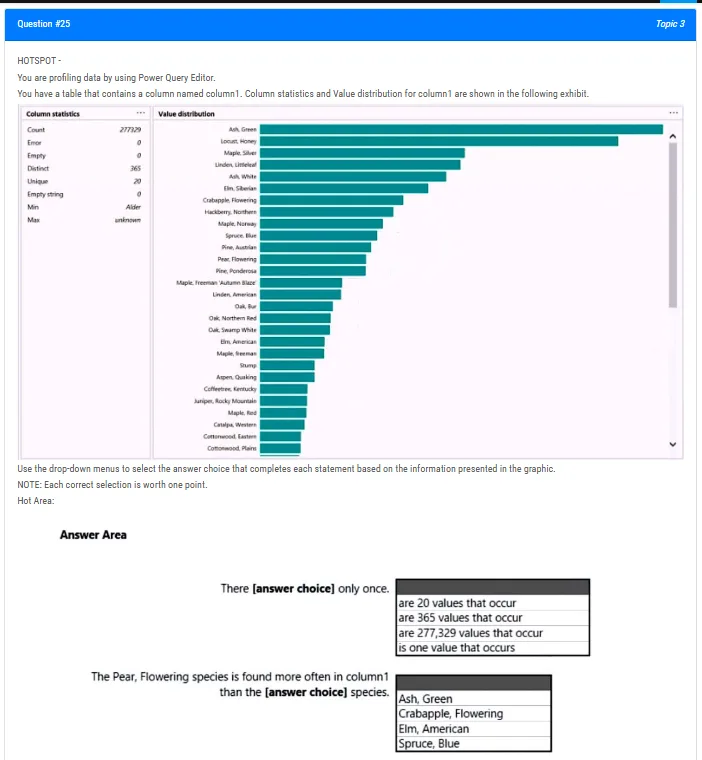 Question #25 Topic 3
HOTSPOT -
You are profiling data by using Power Query Editor.
You have a table that contains a column named column1. Column statistics and Value distribution for column1 are shown in the following exhibit.
Column statistics ... Value distribution ...
Count 277329
Error 0
Empty 0
Distinct 365
Unique 20
Empty string 0
Min Alder
Max unknown
Ash, Green
Locust, Honey
Maple, Silver
Linden, Littleleaf
Ash, White
Elm, Siberian
Crabapple, Flowering
Hackberry, Northern
Maple, Norway
Spruce, Blue
Pine, Austrian
Pear, Flowering
Pine, Ponderosa
Maple, Freeman 'Autumn Blaze'
Linden, American
Oak, Bur
Oak, Northern Red
Oak, Swamp White
Elm, American
Maple, freeman
Stump
Aspen, Quaking
Coffeetree, Kentucky
Juniper, Rocky Mountain
Maple, Red
Catalpa, Western
Cottonwood, Eastern
Cottonwood, Plains
Use the drop-down menus to select the answer choice that completes each statement based on the information presented in the graphic.
NOTE: Each correct selection is worth one point.
Hot Area:
Answer Area
There [answer choice] only once.
are 20 values that occur
are 365 values that occur
are 277,329 values that occur
is one value that occurs
The Pear, Flowering species is found more often in column1
than the [answer choice] species.
Ash, Green
Crabapple, Flowering
Elm, American
Spruce, Blue